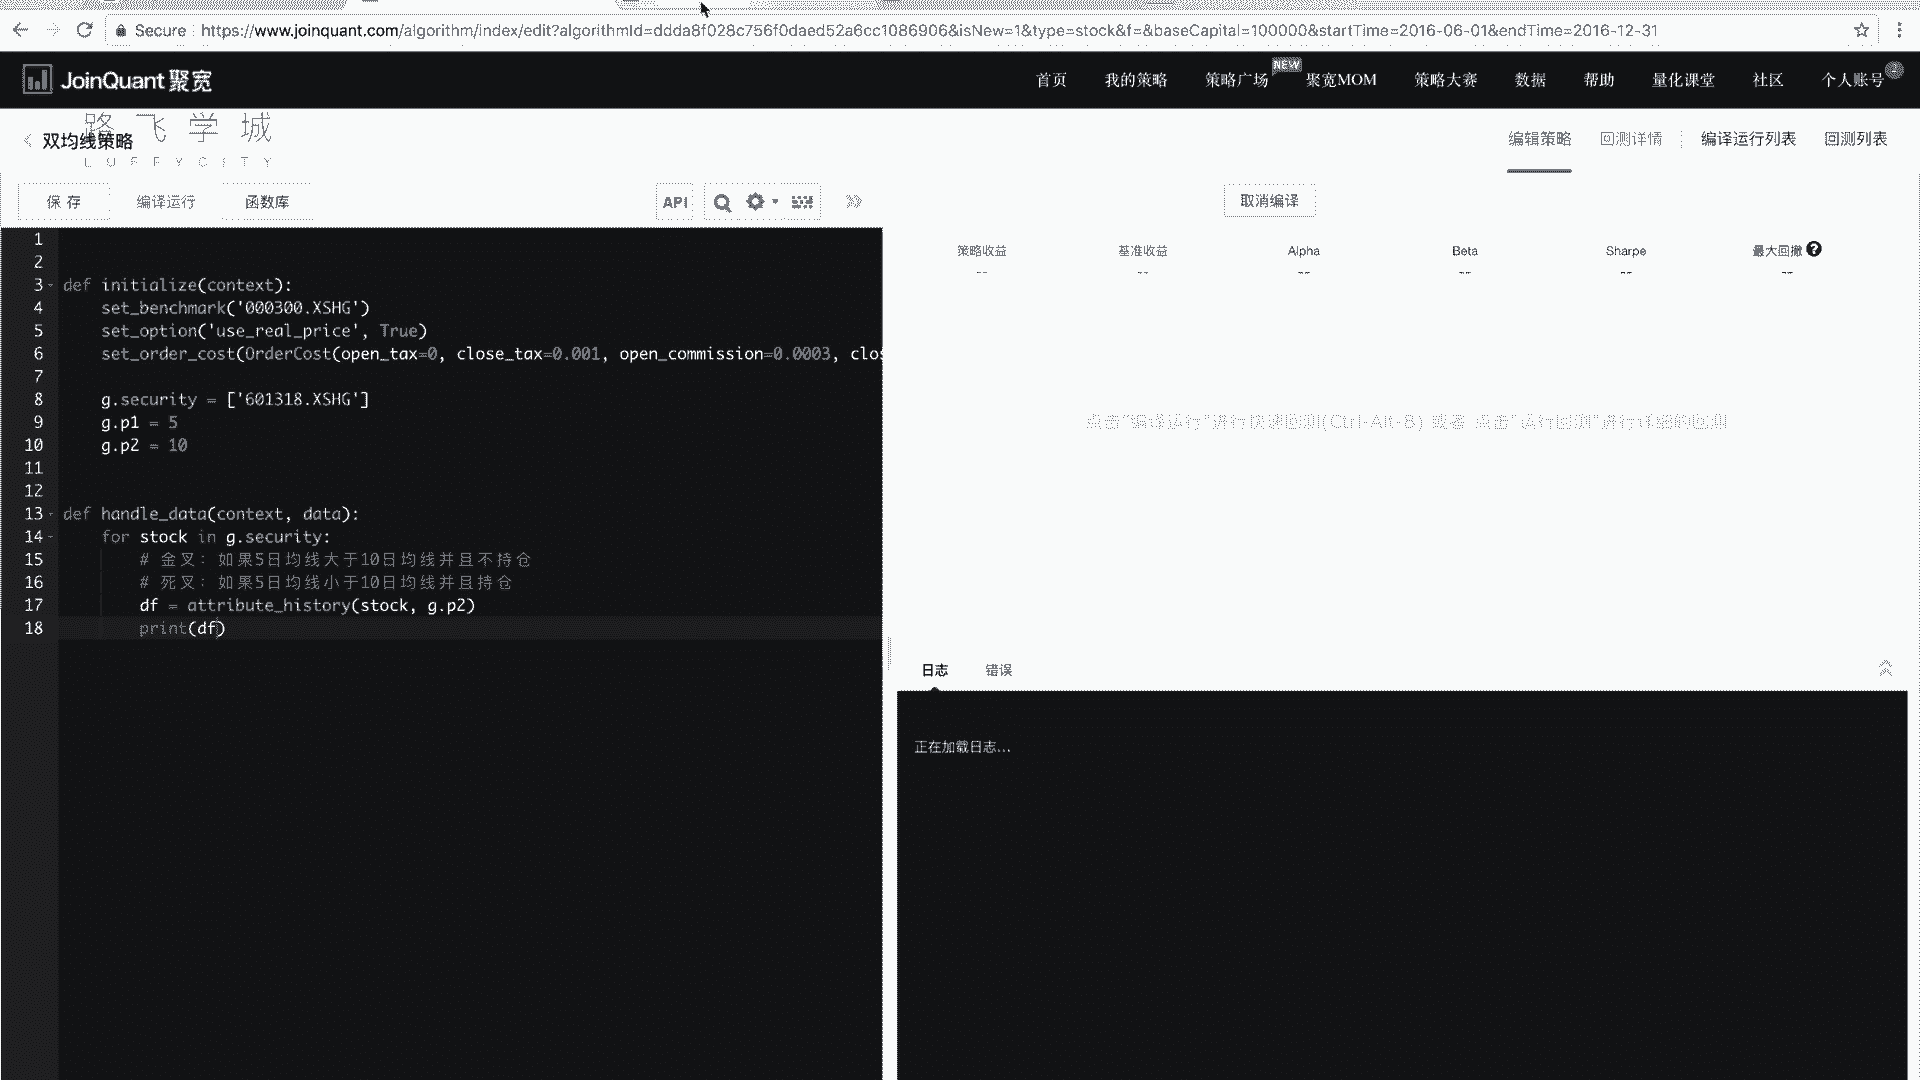 Secure https://www.joinquant.com/algorithm/index/edit?algorithmId=ddda8f028c756f0daed52a6cc1086906&isNew=1&type=stock&f=&baseCapital=100000&startTime=2016-06-01&endTime=2016-12-31
JoinQuant 聚宽 首页 我的策略 策略广场 NEW 聚宽MOM 策略大赛 数据 帮助 量化课堂 社区 个人账号 2
路飞学城
LUFFYCITY
双均线策略 编辑策略 回测详情 编译运行列表 回测列表
保存 编译运行 函数库 API 取消编译
策略收益 基准收益 Alpha Beta Sharpe 最大回撤 ?
-- -- -- -- -- --
1
2
3 def initialize(context):
4 set_benchmark('000300.XSHG')
5 set_option('use_real_price', True)
6 set_order_cost(OrderCost(open_tax=0, close_tax=0.001, open_commission=0.0003, clos
7
8 g.security = ['601318.XSHG']
9 g.p1 = 5
10 g.p2 = 10
11
12
13 def handle_data(context, data):
14 for stock in g.security:
15 # 金叉：如果5日均线大于10日均线并且不持仓
16 # 死叉：如果5日均线小于10日均线并且持仓
17 df = attribute_history(stock, g.p2)
18 print(df)
点击"编译运行"进行快速回测(Ctrl-Alt-B) 或者 点击"运行回测"进行详细的回测
日志 错误
正在加载日志...